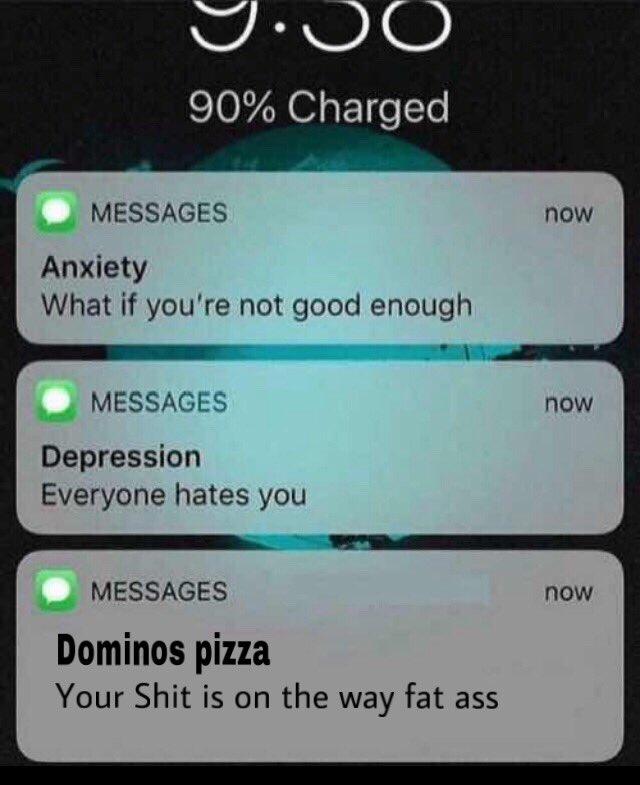 90% Charged
MESSAGES now
Anxiety
What if you're not good enough
MESSAGES now
Depression
Everyone hates you
MESSAGES now
Dominos pizza
Your Shit is on the way fat ass